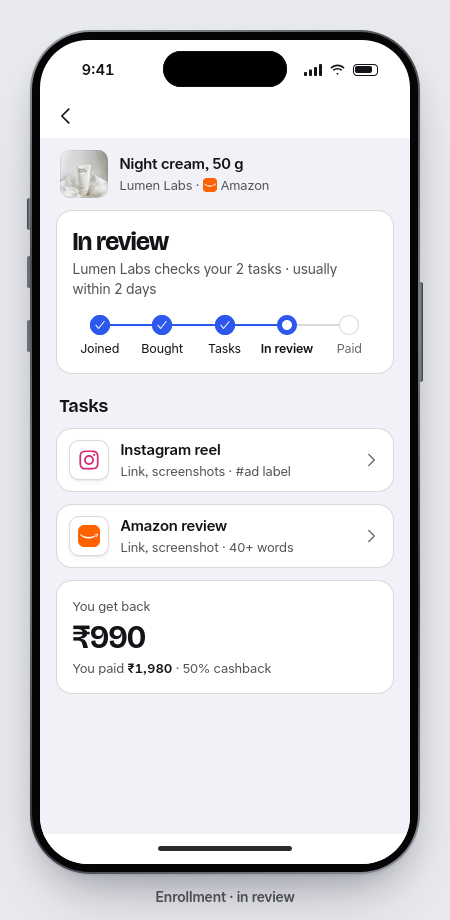 9:41
Night cream, 50 g
Lumen Labs · Amazon
In review
Lumen Labs checks your 2 tasks · usually
within 2 days
Joined Bought Tasks In review Paid
Tasks
Instagram reel
Link, screenshots · #ad label
Amazon review
Link, screenshot · 40+ words
You get back
₹990
You paid ₹1,980 · 50% cashback
Enrollment · in review